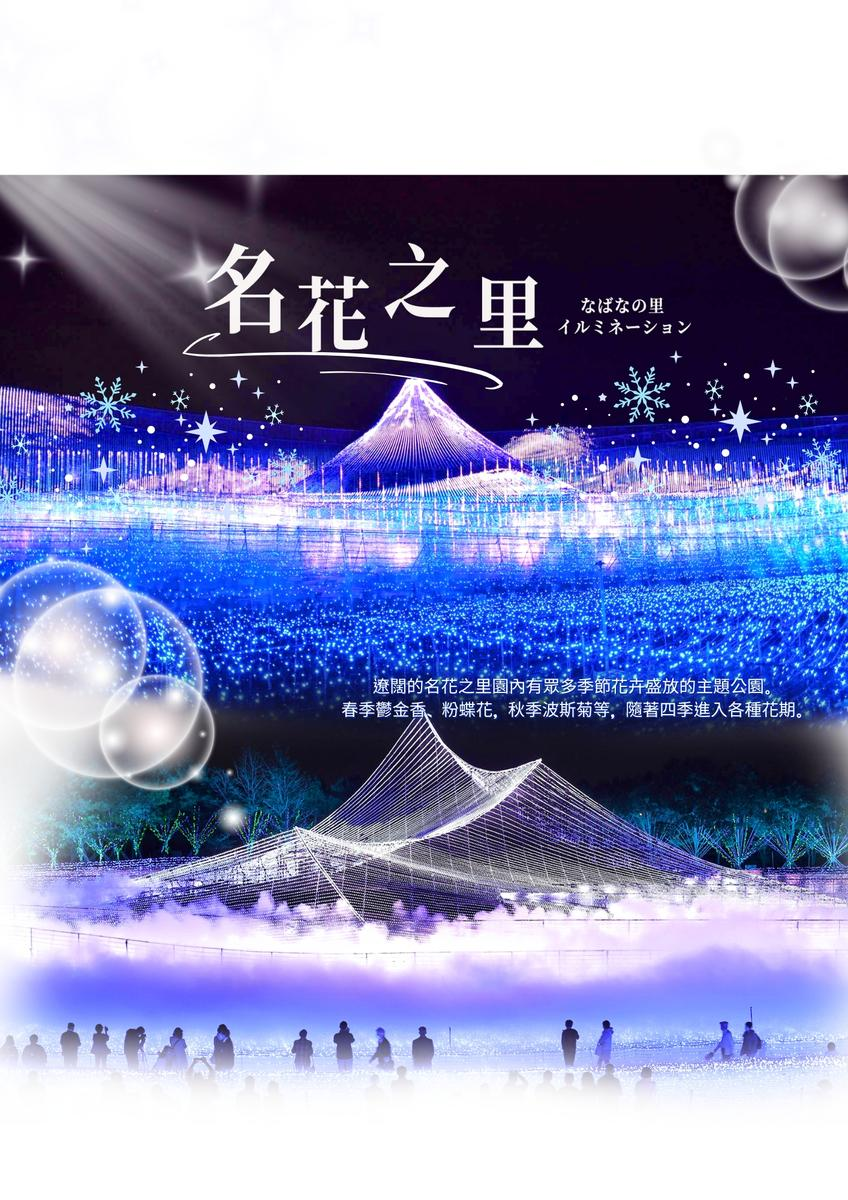 名花之里
なばなの里
イルミネーション
遼闊的名花之里園內有眾多季節花卉盛放的主題公園。
春季鬱金香、粉蝶花，秋季波斯菊等，隨著四季進入各種花期。